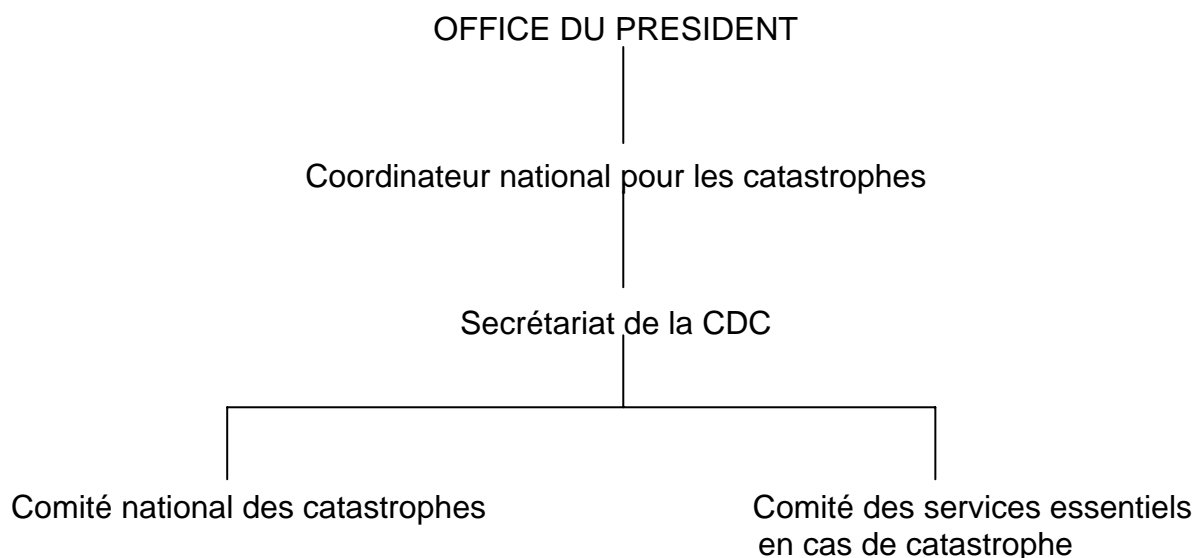 OFFICE DU PRESIDENT
Coordinateur national pour les catastrophes
Secrétariat de la CDC
Comité national des catastrophes
Comité des services essentiels
en cas de catastrophe